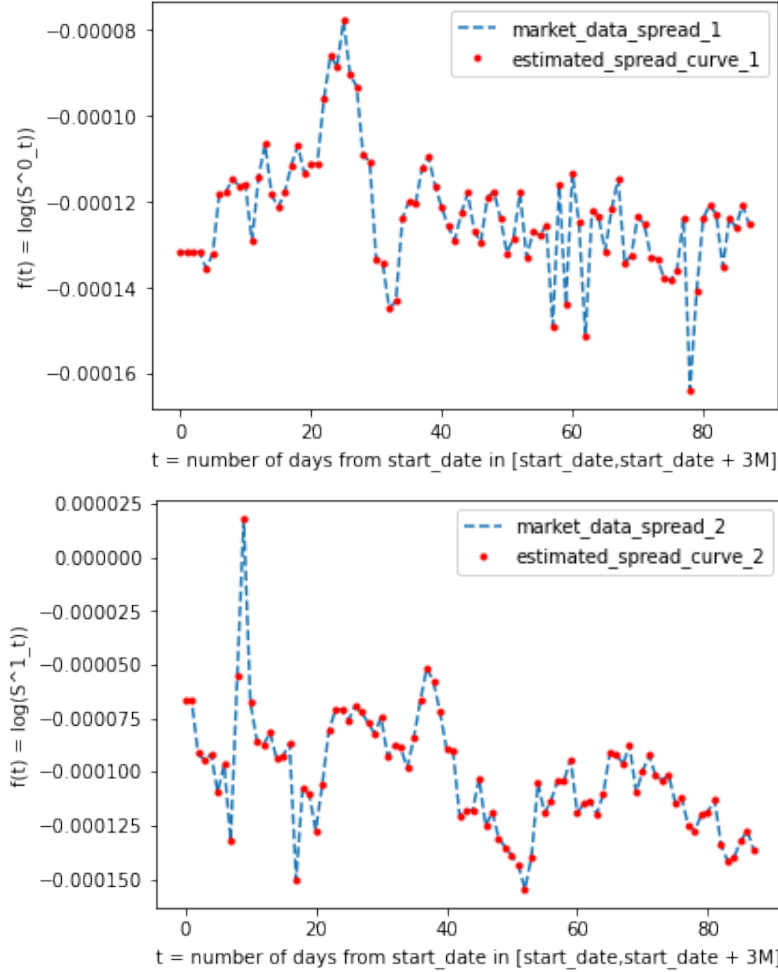 −0.00008
−0.00010
−0.00012
−0.00014
−0.00016
f(t) = log(S^0_t))
market_data_spread_1
estimated_spread_curve_1
0 20 40 60 80
t = number of days from start_date in [start_date,start_date + 3M]
0.000025
0.000000
−0.000025
−0.000050
−0.000075
−0.000100
−0.000125
−0.000150
f(t) = log(S^1_t))
market_data_spread_2
estimated_spread_curve_2
0 20 40 60 80
t = number of days from start_date in [start_date,start_date + 3M]